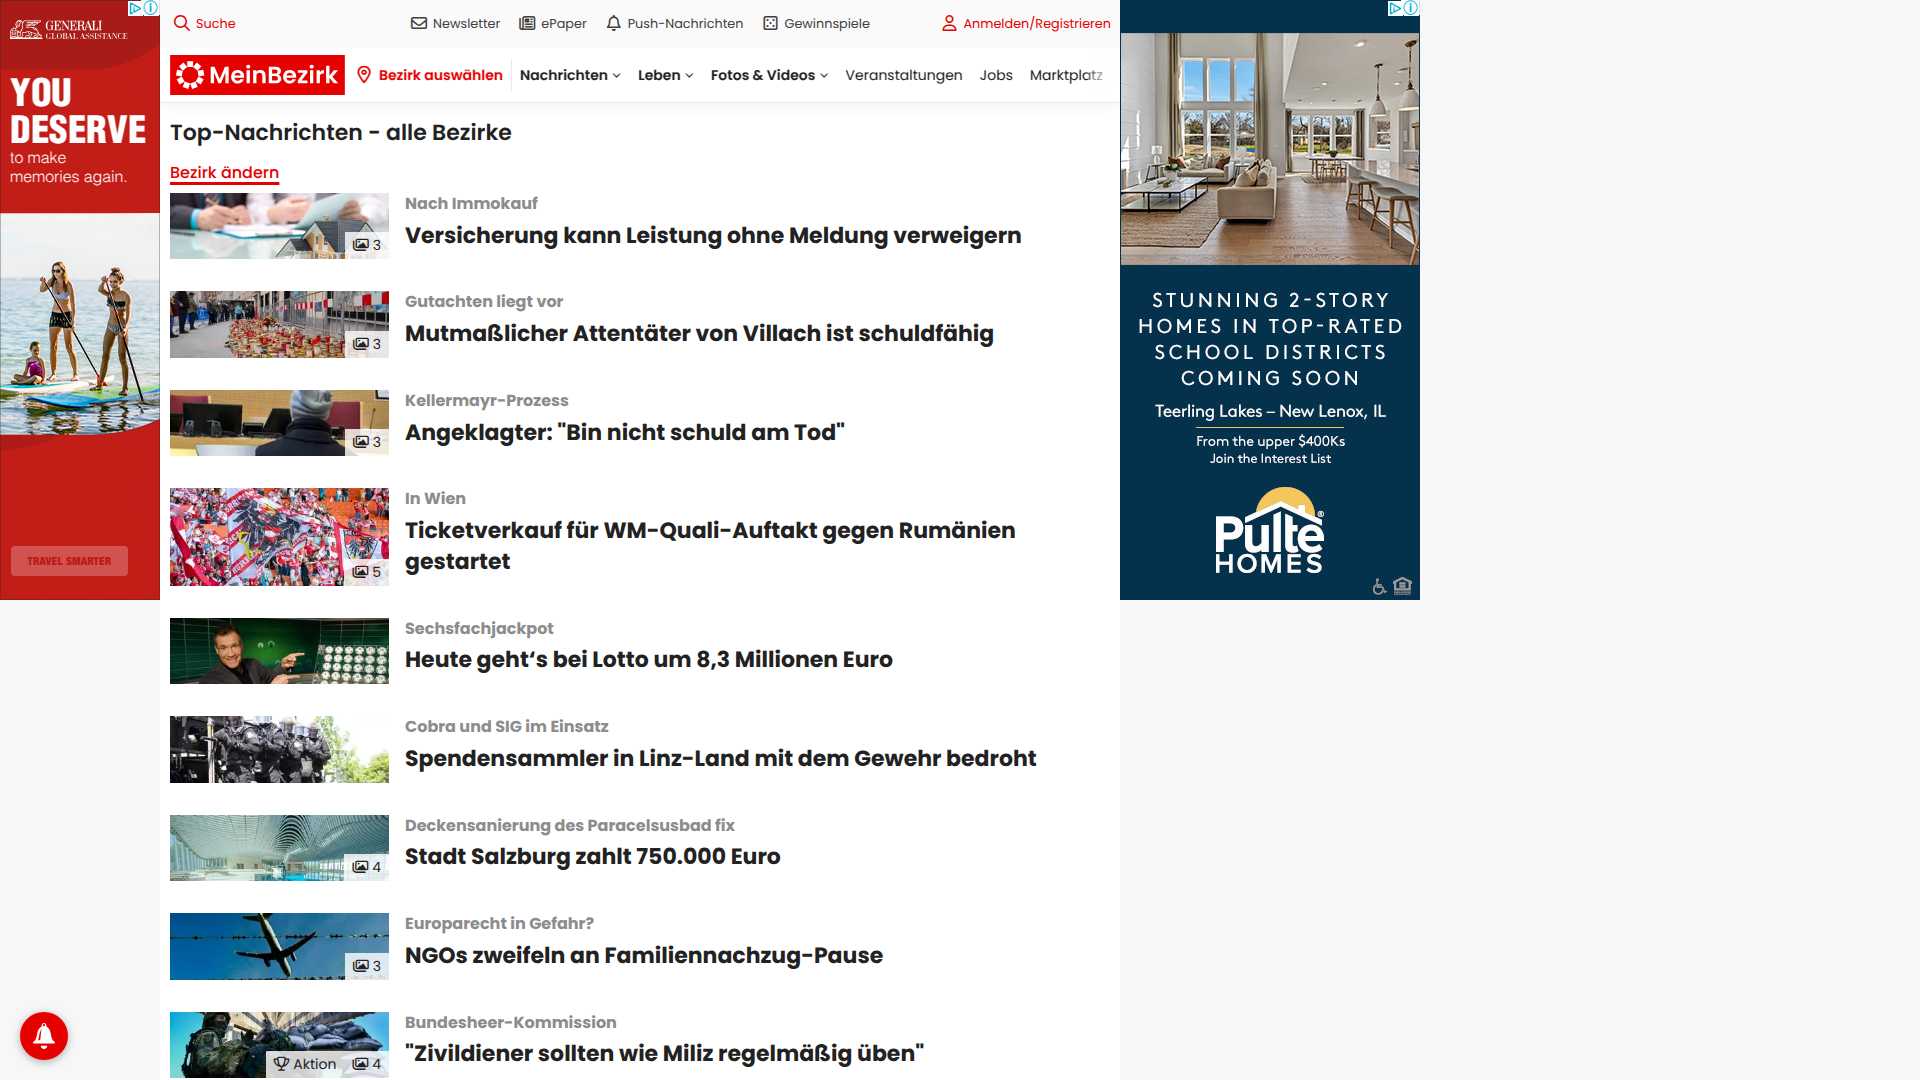 GENERALI
GLOBAL ASSISTANCE
YOU
DESERVE
to make
memories again.
TRAVEL SMARTER
Suche
Newsletter
ePaper
Push-Nachrichten
Gewinnspiele
Anmelden/Registrieren
MeinBezirk
Bezirk auswählen
Nachrichten
Leben
Fotos & Videos
Veranstaltungen
Jobs
Marktplatz
Top-Nachrichten - alle Bezirke
Bezirk ändern
3
Nach Immokauf
Versicherung kann Leistung ohne Meldung verweigern
3
Gutachten liegt vor
Mutmaßlicher Attentäter von Villach ist schuldfähig
3
Kellermayr-Prozess
Angeklagter: "Bin nicht schuld am Tod"
5
In Wien
Ticketverkauf für WM-Quali-Auftakt gegen Rumänien
gestartet
Sechsfachjackpot
Heute geht‘s bei Lotto um 8,3 Millionen Euro
Cobra und SIG im Einsatz
Spendensammler in Linz-Land mit dem Gewehr bedroht
4
Deckensanierung des Paracelsusbad fix
Stadt Salzburg zahlt 750.000 Euro
3
Europarecht in Gefahr?
NGOs zweifeln an Familiennachzug-Pause
Aktion 4
Bundesheer-Kommission
"Zivildiener sollten wie Miliz regelmäßig üben"
STUNNING 2-STORY
HOMES IN TOP-RATED
SCHOOL DISTRICTS
COMING SOON
Teerling Lakes – New Lenox, IL
From the upper $400Ks
Join the Interest List
Pulte®
HOMES